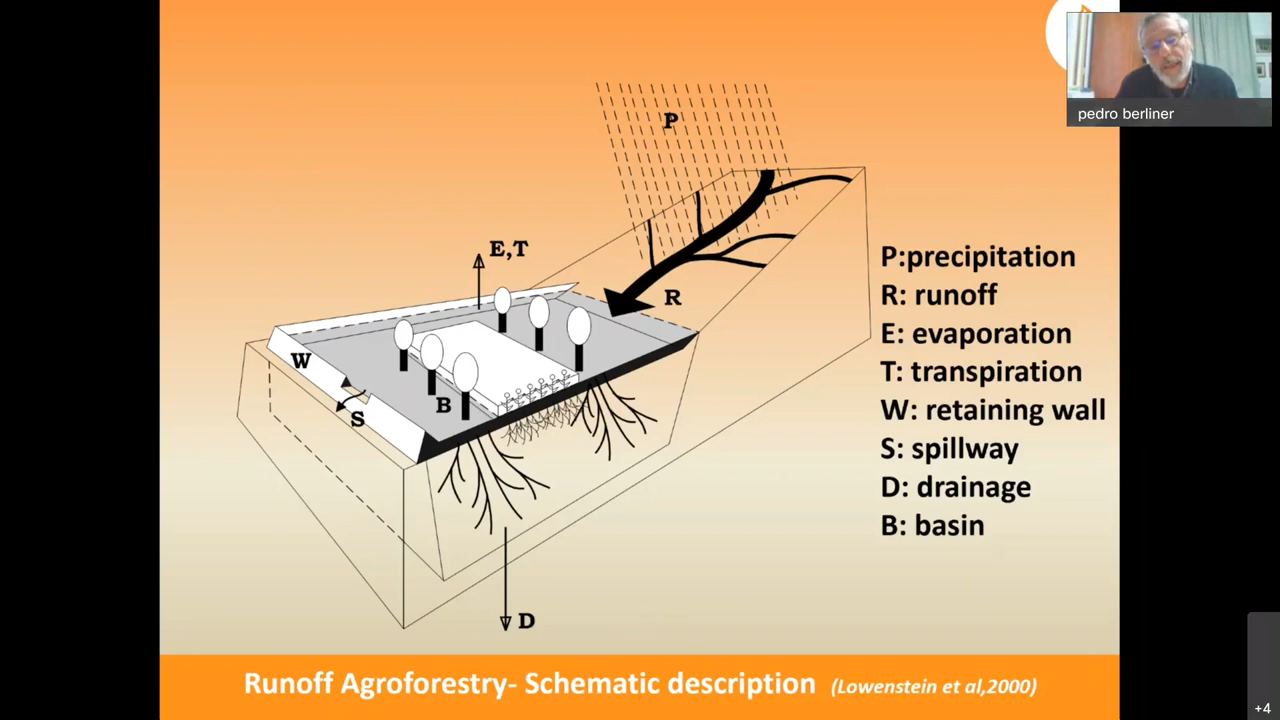 pedro berliner
P
E,T
R
W
S
B
D
P:precipitation
R: runoff
E: evaporation
T: transpiration
W: retaining wall
S: spillway
D: drainage
B: basin
Runoff Agroforestry- Schematic description (Lowenstein et al,2000)
+4